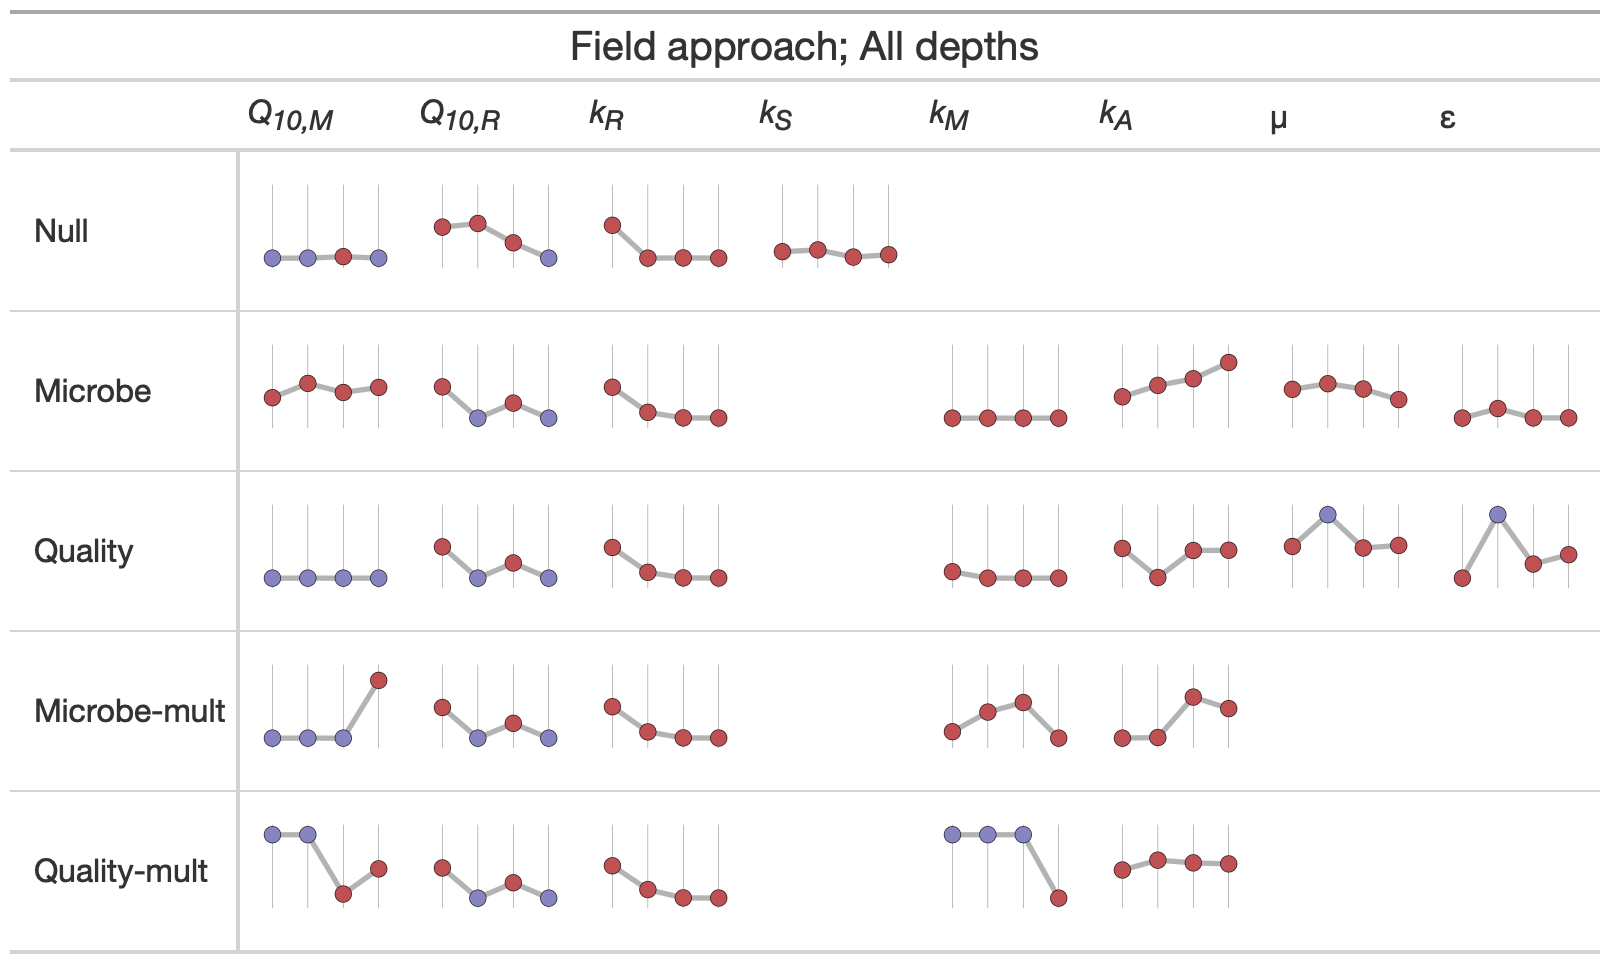 Field approach; All depths
Q10,M Q10,R kR kS kM kA μ ε
Null
Microbe
Quality
Microbe-mult
Quality-mult